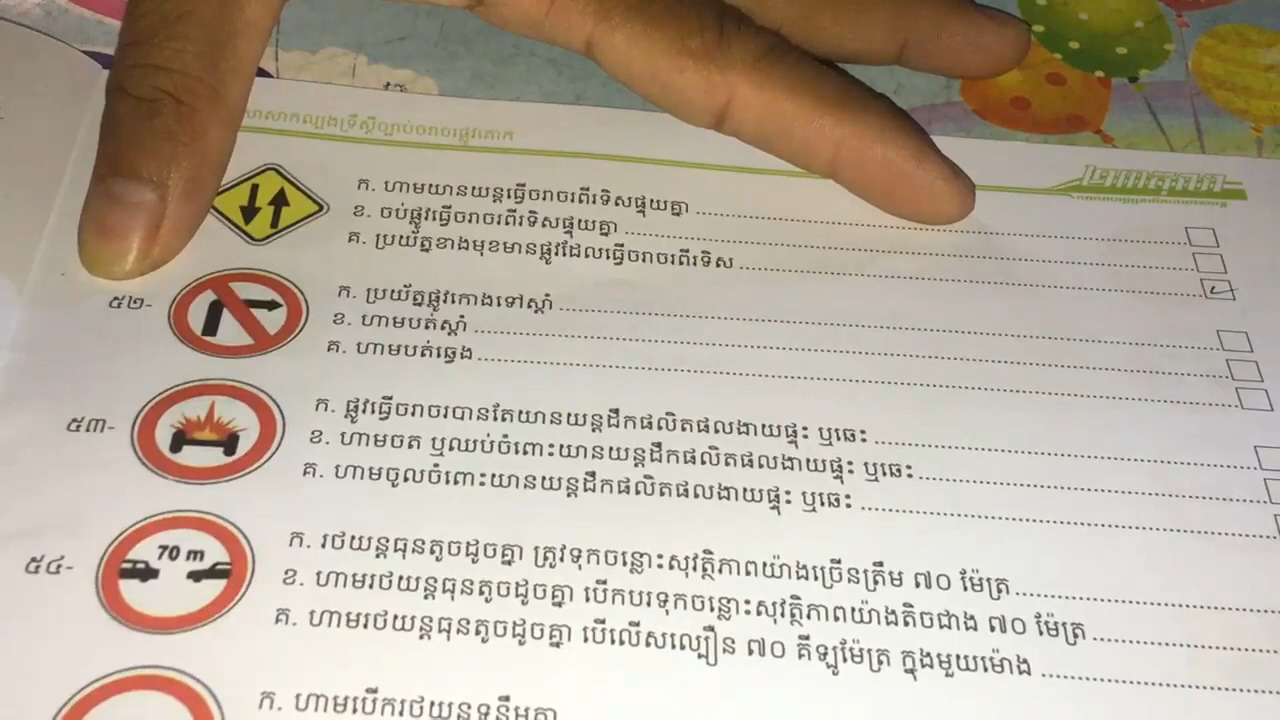 ក. ហាមយានយន្តធ្វើចរាចរពីរទិសផ្ទុយគ្នា
ខ. ចប់ផ្លូវធ្វើចរាចរពីរទិសផ្ទុយគ្នា
គ. ប្រយ័ត្នខាងមុខមានផ្លូវដែលធ្វើចរាចរពីរទិស
៥២-
ក. ប្រយ័ត្នផ្លូវកោងទៅស្តាំ
ខ. ហាមបត់ស្តាំ
គ. ហាមបត់ឆ្វេង
៥៣-
ក. ផ្លូវធ្វើចរាចរបានតែយានយន្តដឹកផលិតផលងាយផ្ទុះ ឬឆេះ
ខ. ហាមចត ឬឈប់ចំពោះយានយន្តដឹកផលិតផលងាយផ្ទុះ ឬឆេះ
គ. ហាមចូលចំពោះយានយន្តដឹកផលិតផលងាយផ្ទុះ ឬឆេះ
៥៤-
70 m
ក. រថយន្តធុនតូចដូចគ្នា ត្រូវទុកចន្លោះសុវត្ថិភាពយ៉ាងច្រើនត្រឹម ៧០ ម៉ែត្រ
ខ. ហាមរថយន្តធុនតូចដូចគ្នា បើកបរទុកចន្លោះសុវត្ថិភាពយ៉ាងតិចជាង ៧០ ម៉ែត្រ
គ. ហាមរថយន្តធុនតូចដូចគ្នា បើលើសល្បឿន ៧០ គីឡូម៉ែត្រ ក្នុងមួយម៉ោង
ក. ហាមបើករថយន្ត